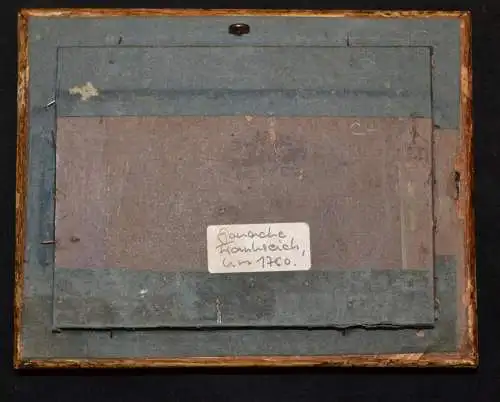 Gouache
Frankreich,
um 1760.